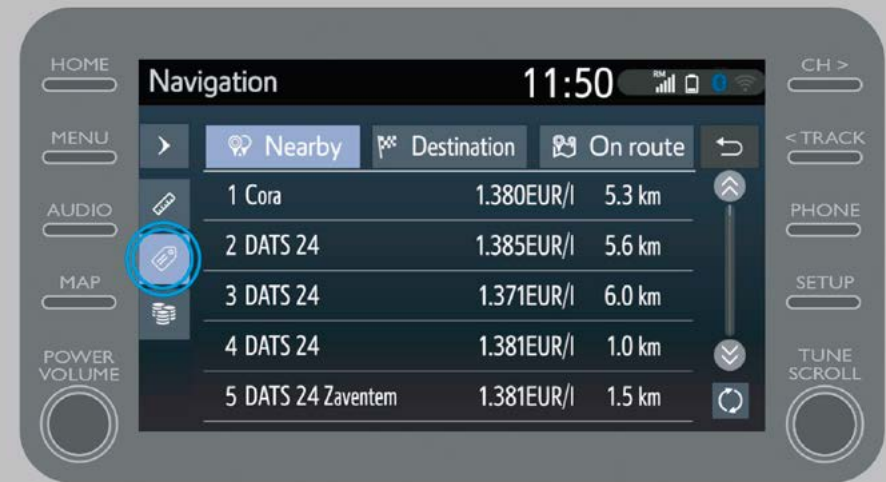 HOME
CH >
Navigation 11:50 RM
MENU
< TRACK
Nearby Destination On route
AUDIO
PHONE
1 Cora 1.380EUR/l 5.3 km
2 DATS 24 1.385EUR/l 5.6 km
MAP
SETUP
3 DATS 24 1.371EUR/l 6.0 km
4 DATS 24 1.381EUR/l 1.0 km
POWER
VOLUME
TUNE
SCROLL
5 DATS 24 Zaventem 1.381EUR/l 1.5 km